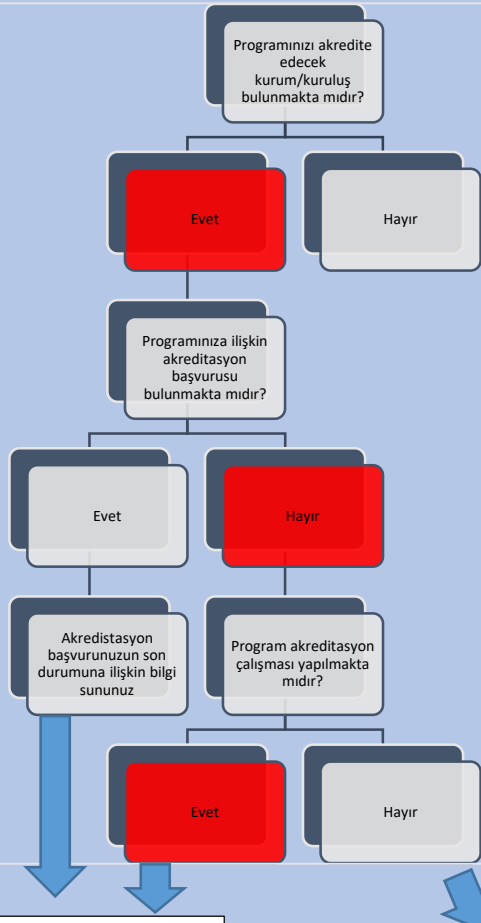 Programınızı akredite
edecek
kurum/kuruluş
bulunmakta mıdır?
Evet
Hayır
Programınıza ilişkin
akreditasyon
başvurusu
bulunmakta mıdır?
Evet
Hayır
Akredistasyon
başvurunuzun son
durumuna ilişkin bilgi
sununuz
Program akreditasyon
çalışması yapılmakta
mıdır?
Evet
Hayır